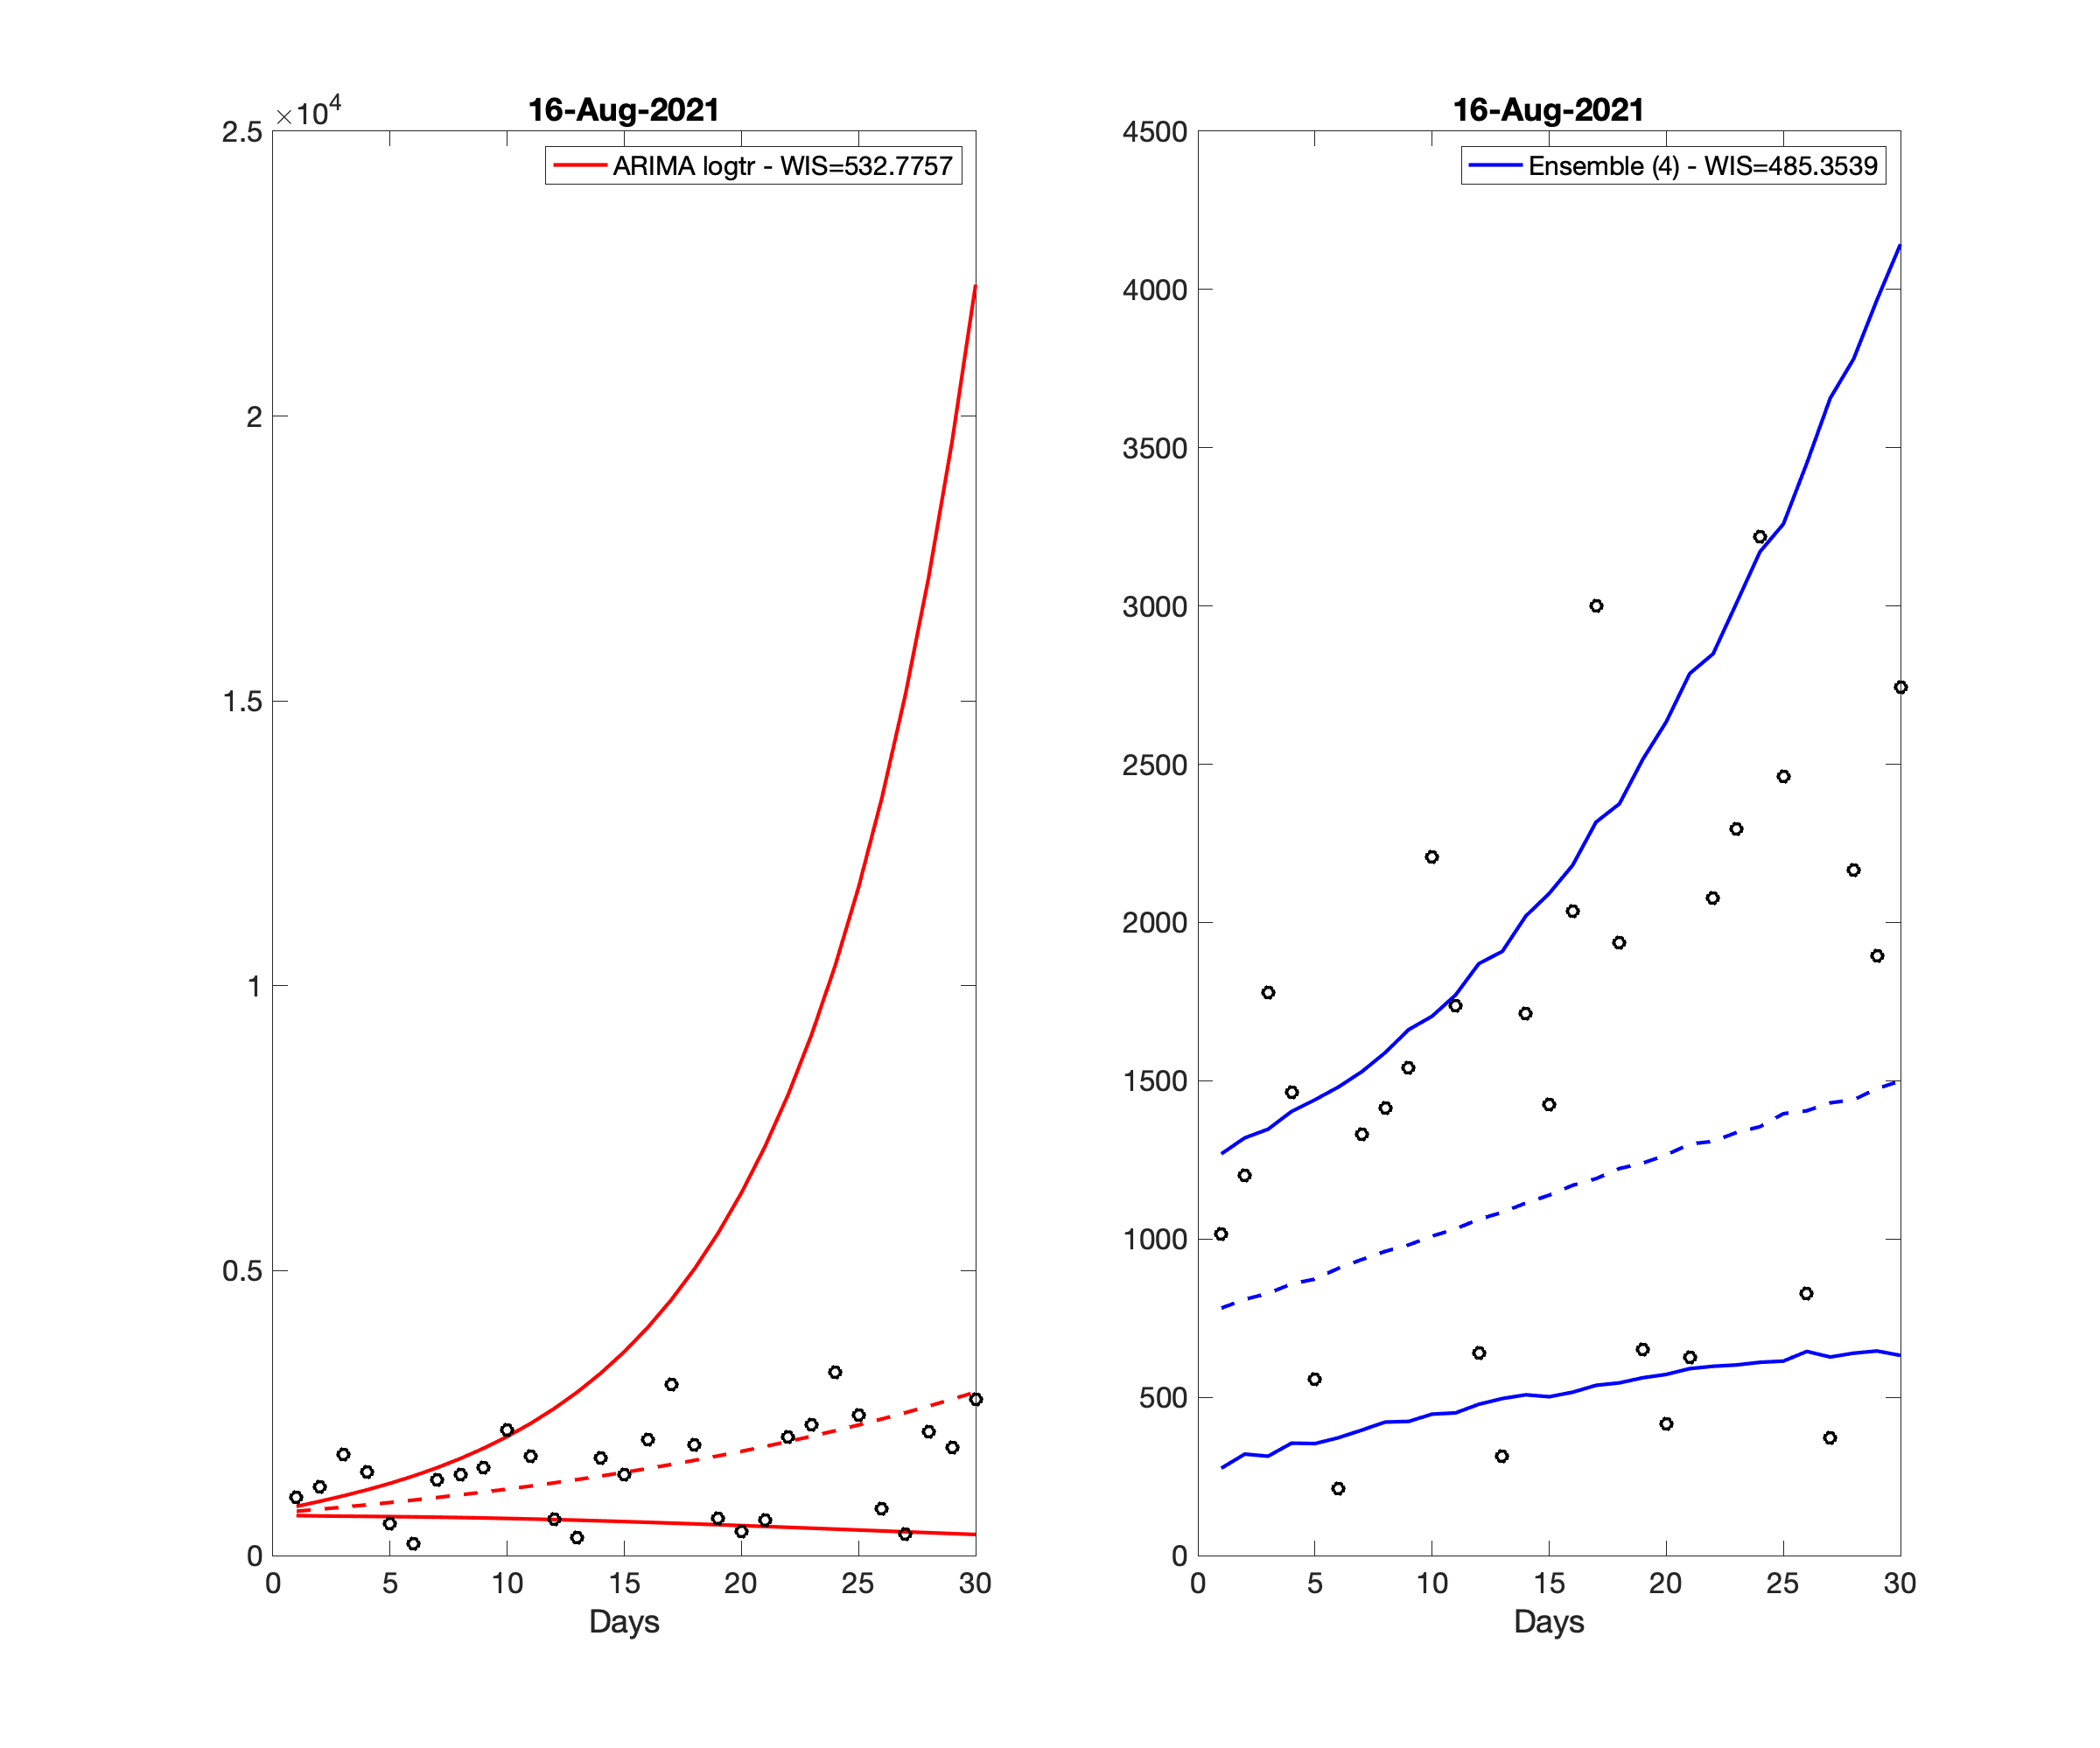 16-Aug-2021
×10⁴
ARIMA logtr - WIS=532.7757
2.5
2
1.5
1
0.5
0
0 5 10 15 20 25 30
Days
16-Aug-2021
Ensemble (4) - WIS=485.3539
4500
4000
3500
3000
2500
2000
1500
1000
500
0
0 5 10 15 20 25 30
Days